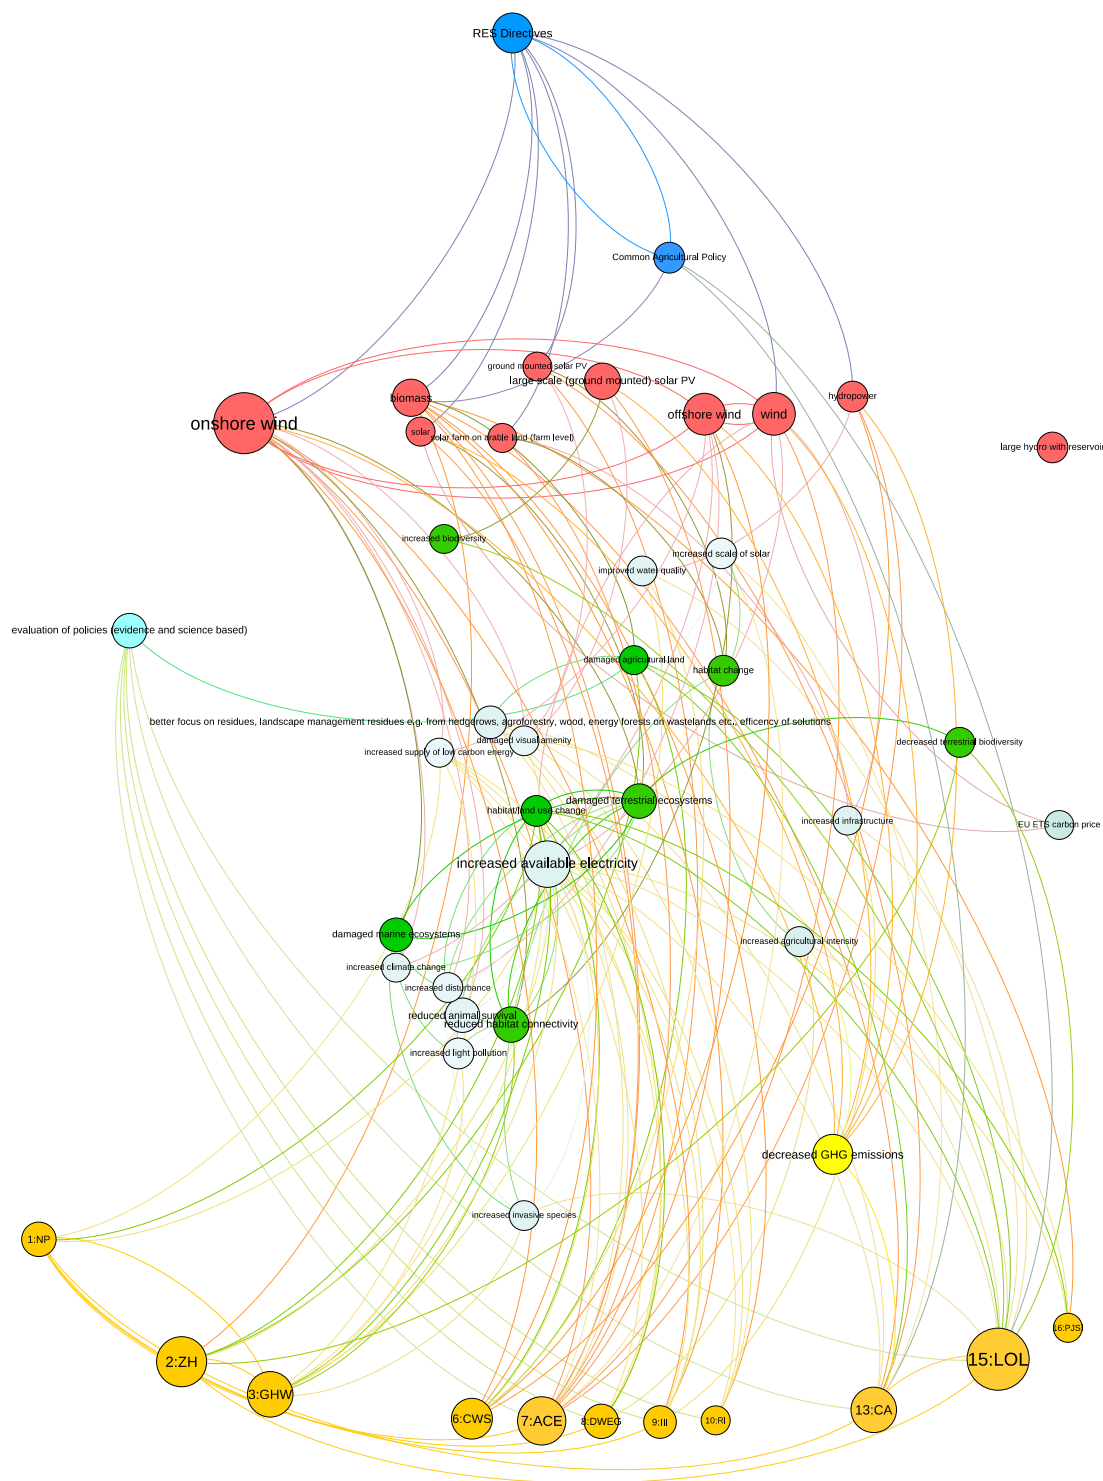 RES Directives
Common Agricultural Policy
ground mounted solar PV
large scale (ground mounted) solar PV
biomass
hydropower
onshore wind
offshore wind
wind
solar
solar farm on arable land (farm level)
large hydro with reservoir
increased biodiversity
increased scale of solar
improved water quality
evaluation of policies (evidence and science based)
damaged agricultural land
habitat change
better focus on residues, landscape management residues e.g. from hedgerows, agroforestry, wood, energy forests on wastelands etc., efficency of solutions
damaged visual amenity
decreased terrestrial biodiversity
increased supply of low carbon energy
damaged terrestrial ecosystems
habitat/land use change
increased infrastructure
EU ETS carbon price
increased available electricity
damaged marine ecosystems
increased agricultural intensity
increased climate change
increased disturbance
reduced animal survival
reduced habitat connectivity
increased light pollution
decreased GHG emissions
increased invasive species
1:NP
16:PJSI
2:ZH
15:LOL
3:GHW
13:CA
6:CWS
7:ACE
8:DWEG
9:III
10:RI